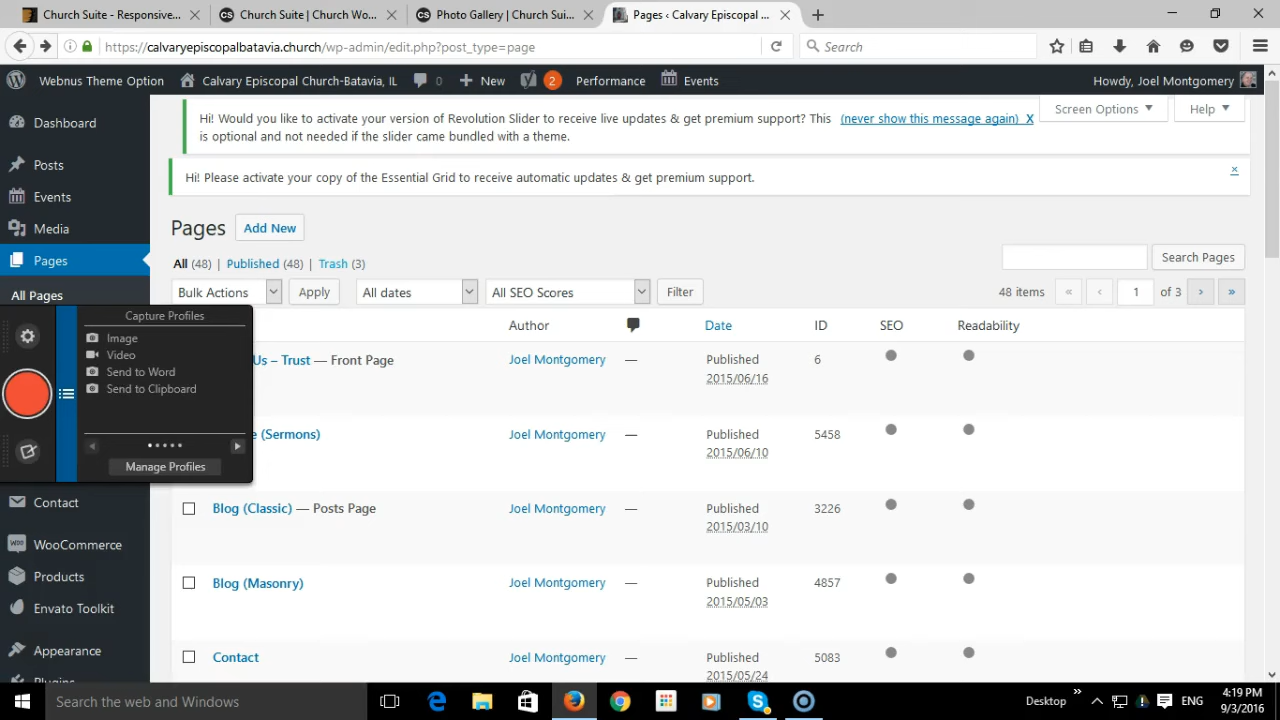 Church Suite - Responsives...
Church Suite | Church Wo...
Photo Gallery | Church Sui...
Pages ‹ Calvary Episcopal ...
https://calvaryepiscopalbatavia.church/wp-admin/edit.php?post_type=page
Search
Webnus Theme Option
Calvary Episcopal Church-Batavia, IL
0
New
2
Performance
Events
Howdy, Joel Montgomery
Dashboard
Posts
Events
Media
Pages
All Pages
Screen Options
Help
Hi! Would you like to activate your version of Revolution Slider to receive live updates & get premium support? This
is optional and not needed if the slider came bundled with a theme.
(never show this message again) X
Hi! Please activate your copy of the Essential Grid to receive automatic updates & get premium support.
×
Pages
Add New
All (48) | Published (48) | Trash (3)
Search Pages
Bulk Actions
Apply
All dates
All SEO Scores
Filter
48 items
«
‹
1
of 3
›
»
Capture Profiles
Image
Video
Send to Word
Send to Clipboard
Manage Profiles
Author
Date
ID
SEO
Readability
Us – Trust — Front Page
Joel Montgomery
—
Published
2015/06/16
6
e (Sermons)
Joel Montgomery
—
Published
2015/06/10
5458
Blog (Classic) — Posts Page
Joel Montgomery
—
Published
2015/03/10
3226
Blog (Masonry)
Joel Montgomery
—
Published
2015/05/03
4857
Contact
Joel Montgomery
—
Published
2015/05/24
5083
Contact
WooCommerce
Products
Envato Toolkit
Appearance
Plugins
Search the web and Windows
Desktop
ENG
4:19 PM
9/3/2016